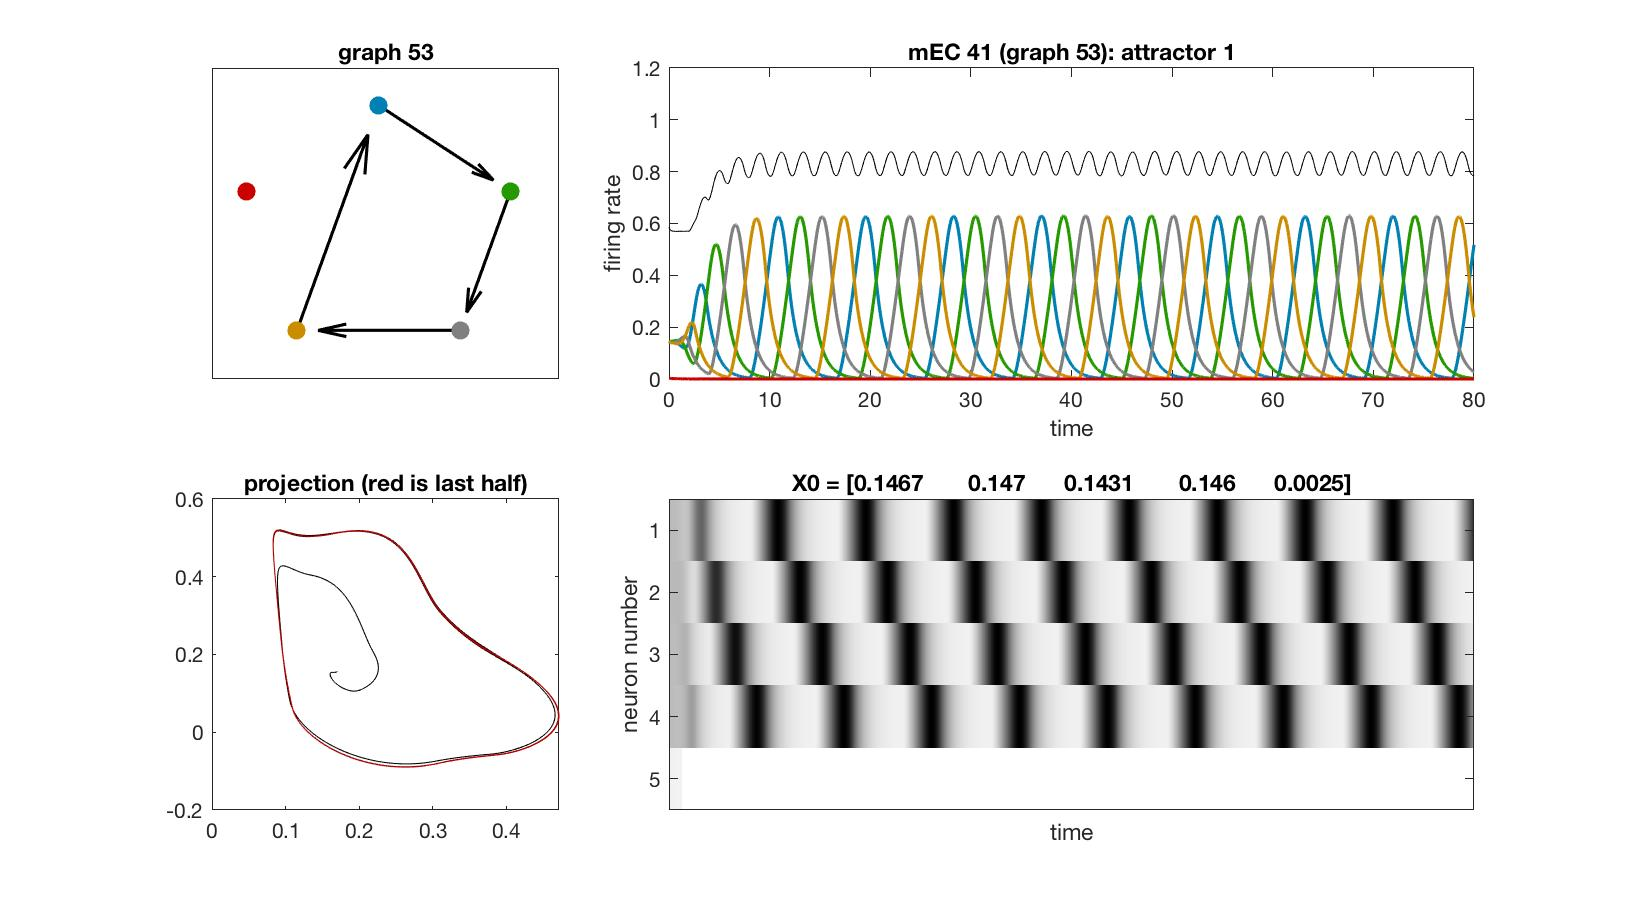 graph 53
mEC 41 (graph 53): attractor 1
1.2
1
0.8
0.6
0.4
0.2
0
firing rate
0 10 20 30 40 50 60 70 80
time
projection (red is last half)
0.6
0.4
0.2
0
-0.2
0 0.1 0.2 0.3 0.4
X0 = [0.1467 0.147 0.1431 0.146 0.0025]
1
2
3
4
5
neuron number
time